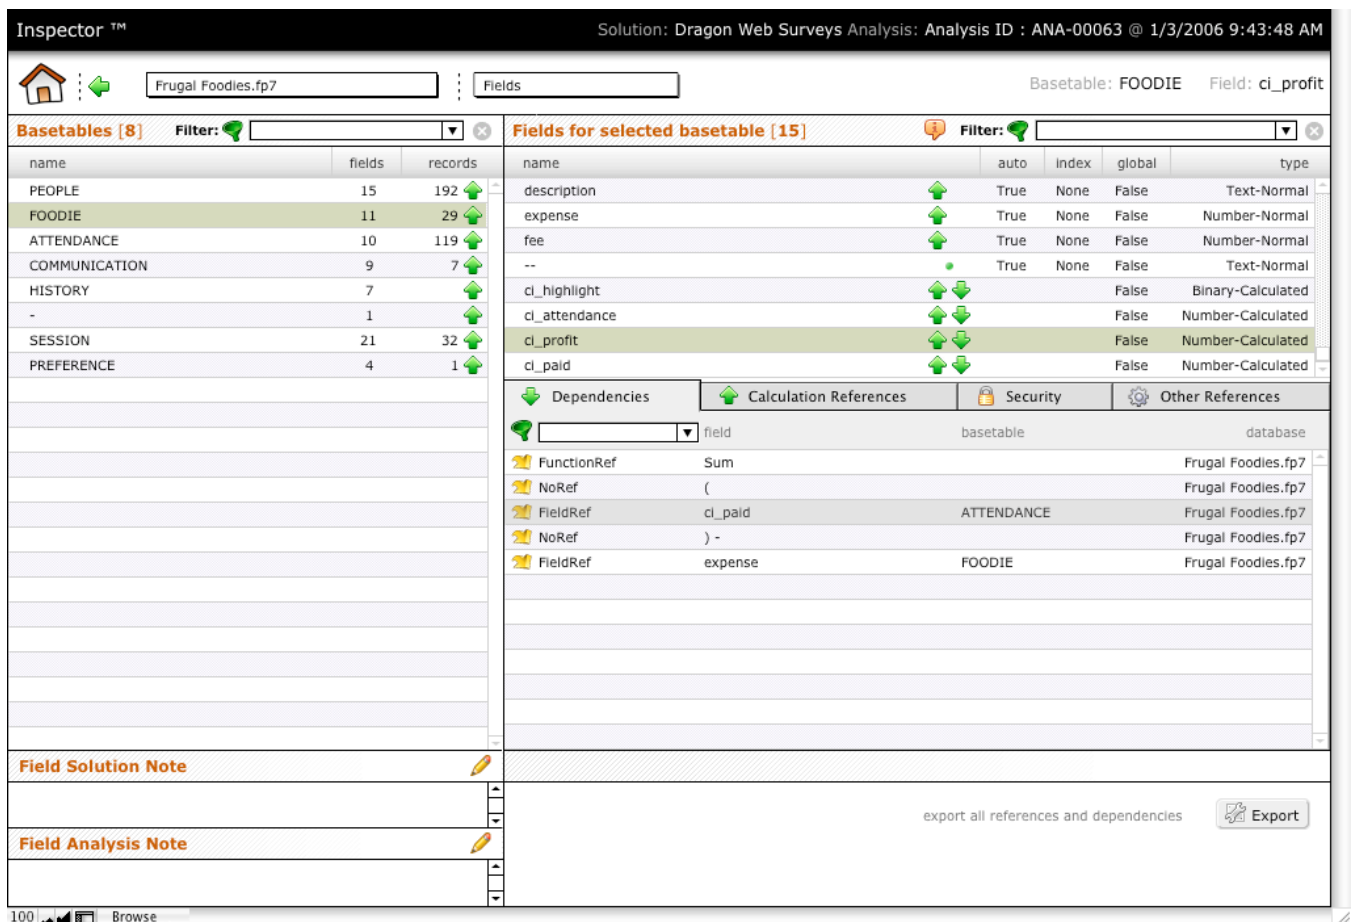 Inspector ™ Solution: Dragon Web Surveys Analysis: Analysis ID : ANA-00063 @ 1/3/2006 9:43:48 AM
Frugal Foodies.fp7 Fields Basetable: FOODIE Field: ci_profit
Basetables [8] Filter: Fields for selected basetable [15] Filter:
name fields records name auto index global type
PEOPLE 15 192 description True None False Text-Normal
FOODIE 11 29 expense True None False Number-Normal
ATTENDANCE 10 119 fee True None False Number-Normal
COMMUNICATION 9 7 -- True None False Text-Normal
HISTORY 7 ci_highlight False Binary-Calculated
- 1 ci_attendance False Number-Calculated
SESSION 21 32 ci_profit False Number-Calculated
PREFERENCE 4 1 ci_paid False Number-Calculated
Dependencies Calculation References Security Other References
field basetable database
FunctionRef Sum Frugal Foodies.fp7
NoRef ( Frugal Foodies.fp7
FieldRef ci_paid ATTENDANCE Frugal Foodies.fp7
NoRef ) - Frugal Foodies.fp7
FieldRef expense FOODIE Frugal Foodies.fp7
Field Solution Note
export all references and dependencies Export
Field Analysis Note
100 Browse